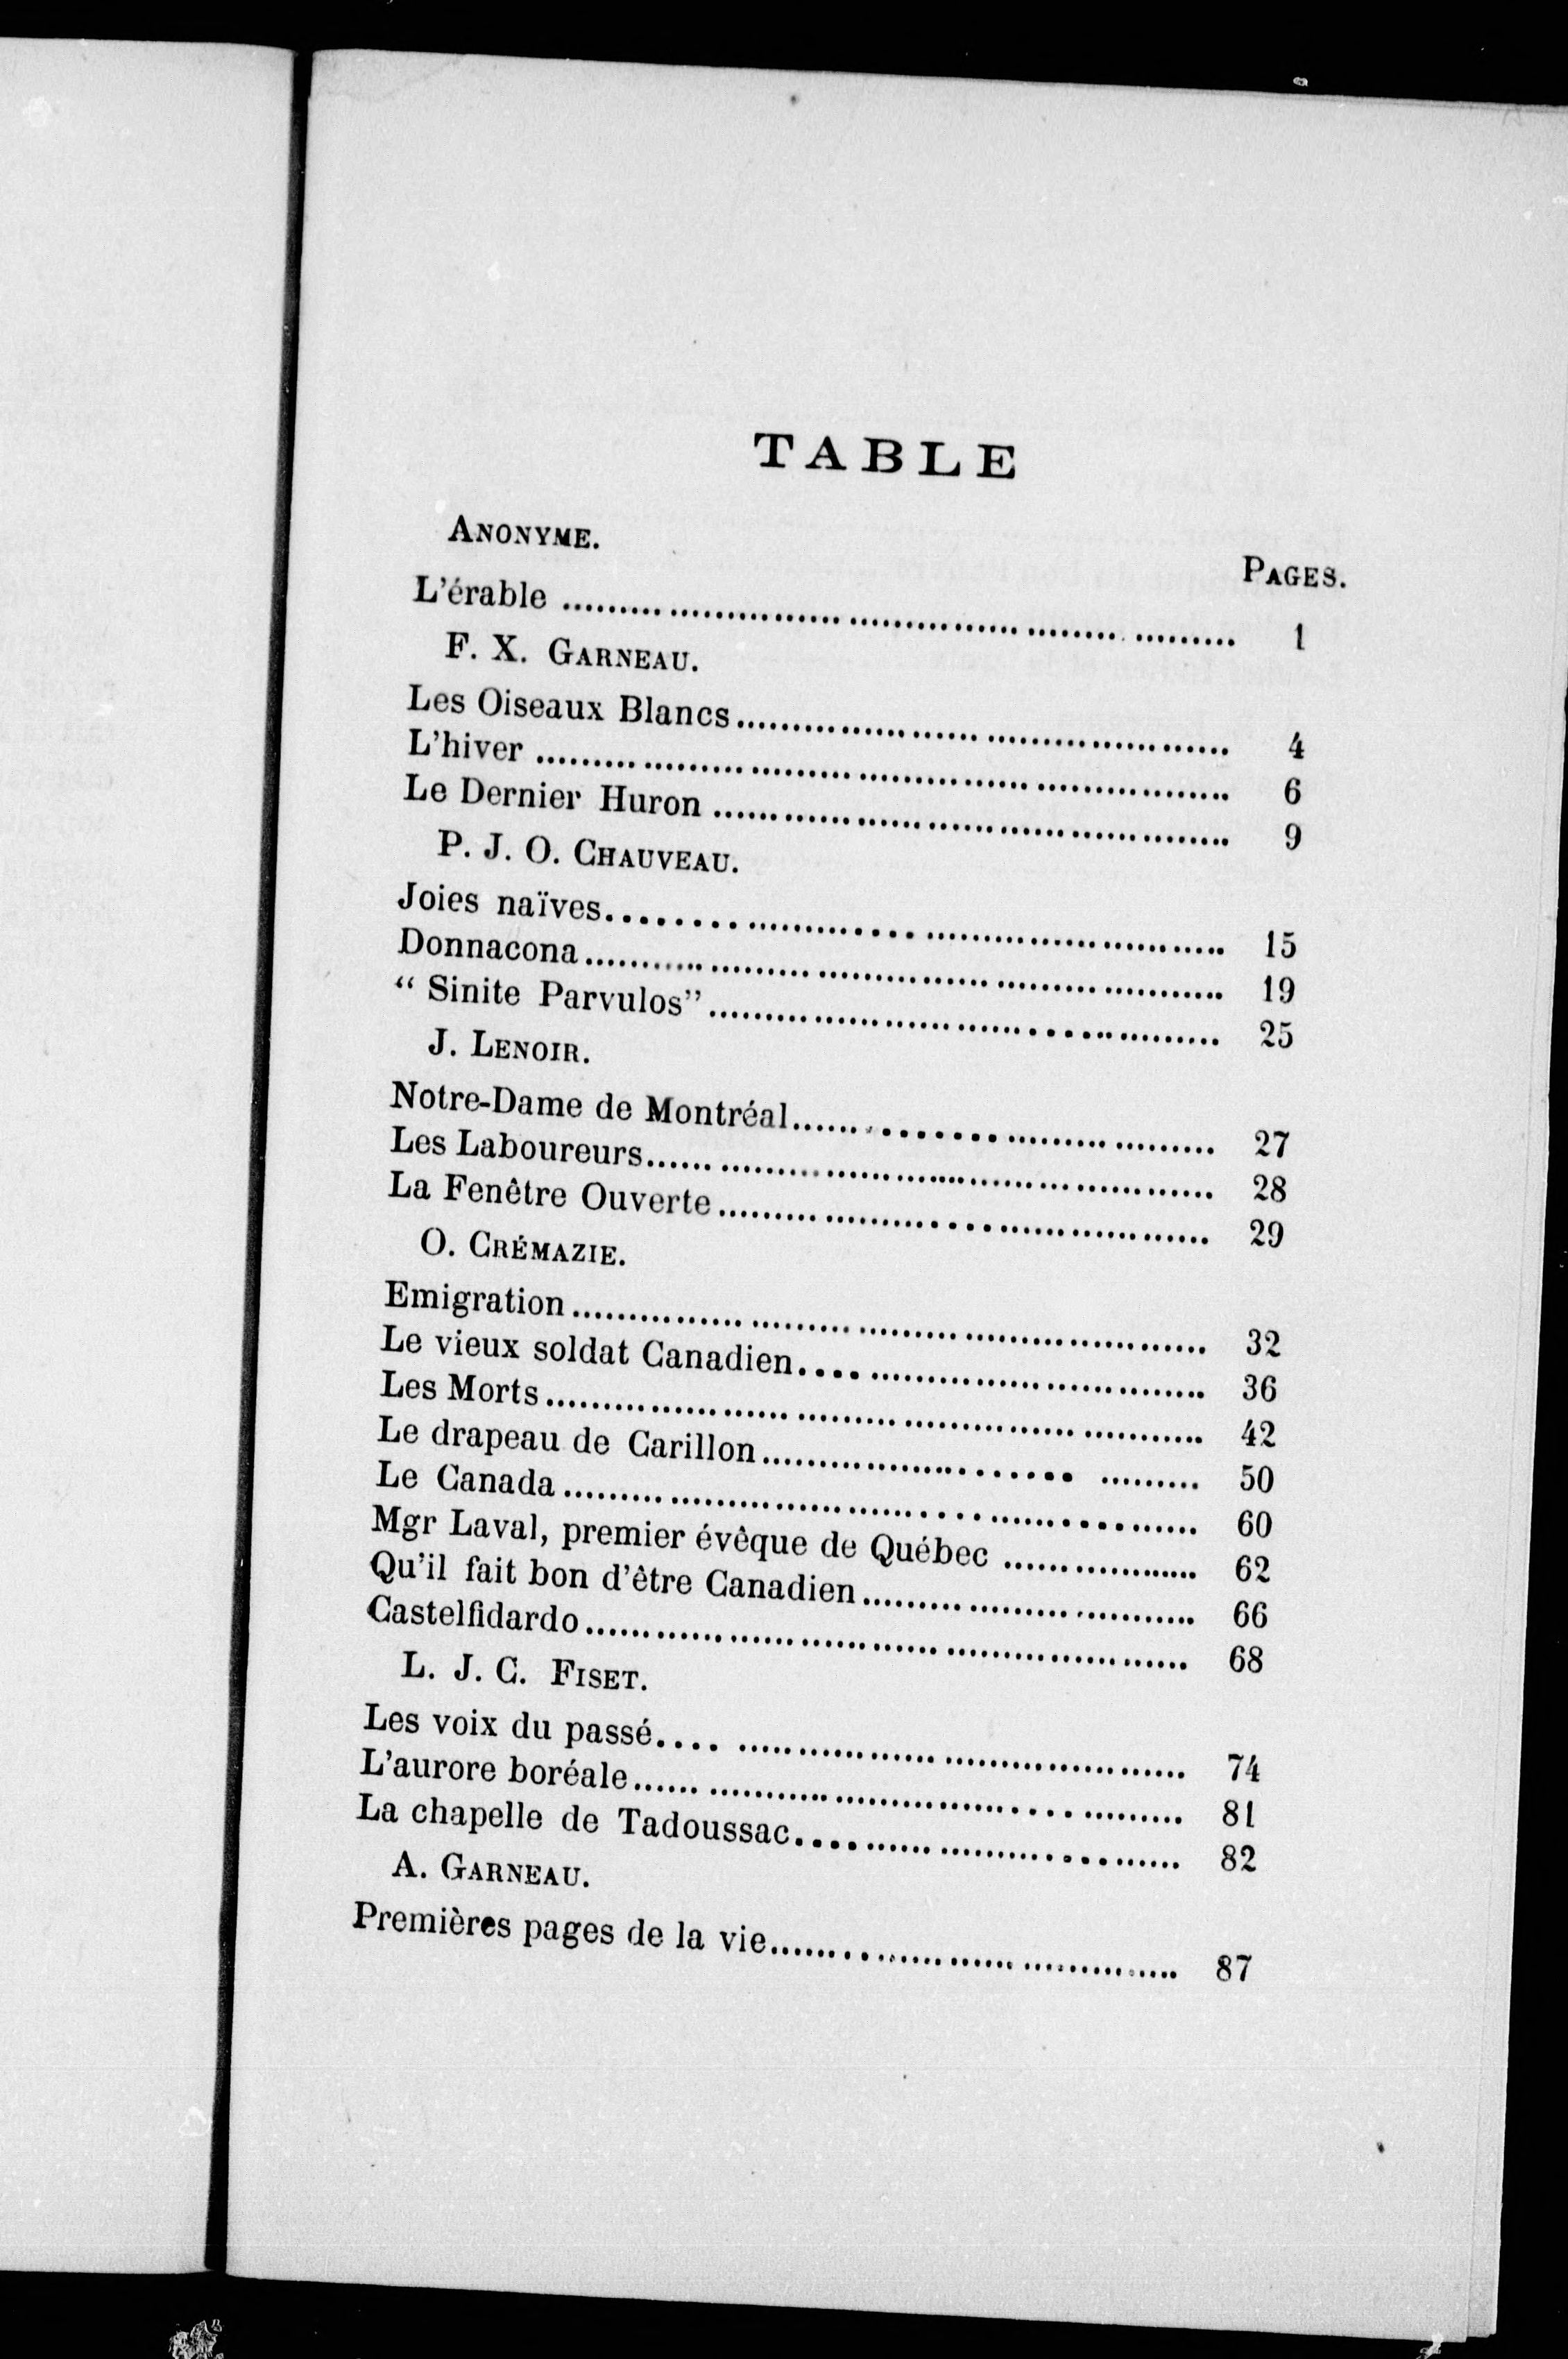 TABLE
ANONYME.
PAGES.
L'érable ........................................................ 1
F. X. GARNEAU.
Les Oiseaux Blancs........................................ 4
L'hiver ........................................................ 6
Le Dernier Huron ........................................ 9
P. J. O. CHAUVEAU.
Joies naïves........................................ 15
Donnacona........................................ 19
“ Sinite Parvulos”........................................ 25
J. LENOIR.
Notre-Dame de Montréal........................................ 27
Les Laboureurs........................................ 28
La Fenêtre Ouverte........................................ 29
O. CRÉMAZIE.
Emigration........................................ 32
Le vieux soldat Canadien........................................ 36
Les Morts........................................ 42
Le drapeau de Carillon........................................ 50
Le Canada........................................ 60
Mgr Laval, premier évêque de Québec .................. 62
Qu'il fait bon d'être Canadien.............................. 66
Castelfidardo........................................ 68
L. J. C. FISET.
Les voix du passé........................................ 74
L'aurore boréale........................................ 81
La chapelle de Tadoussac.............................. 82
A. GARNEAU.
Premières pages de la vie.............................. 87